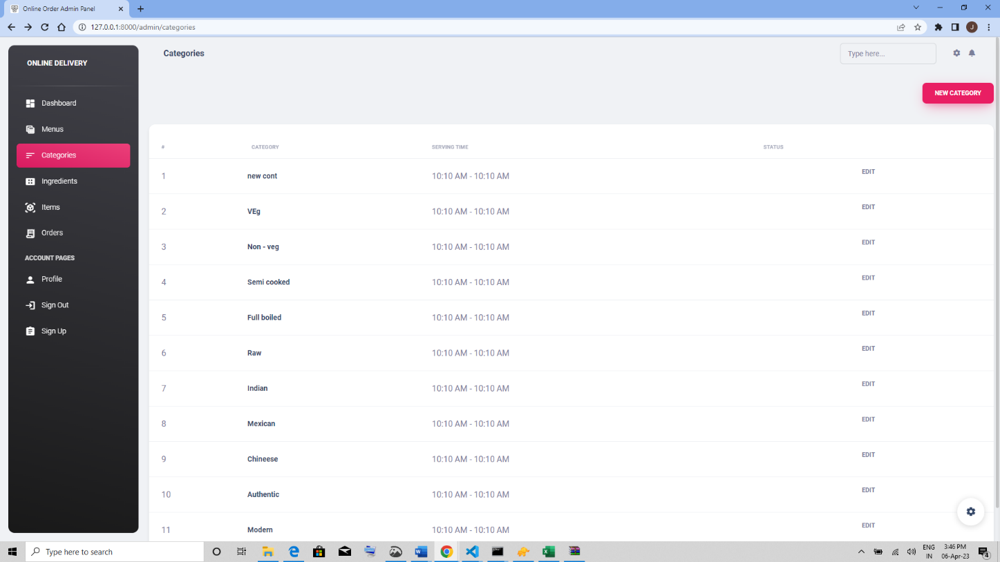 Online Order Admin Panel
127.0.0.1:8000/admin/categories
J
ONLINE DELIVERY
Dashboard
Menus
Categories
Ingredients
Items
Orders
ACCOUNT PAGES
Profile
Sign Out
Sign Up
Categories
Type here...
NEW CATEGORY
# CATEGORY SERVING TIME STATUS
1 new cont 10:10 AM - 10:10 AM EDIT
2 VEg 10:10 AM - 10:10 AM EDIT
3 Non - veg 10:10 AM - 10:10 AM EDIT
4 Semi cooked 10:10 AM - 10:10 AM EDIT
5 Full boiled 10:10 AM - 10:10 AM EDIT
6 Raw 10:10 AM - 10:10 AM EDIT
7 Indian 10:10 AM - 10:10 AM EDIT
8 Mexican 10:10 AM - 10:10 AM EDIT
9 Chineese 10:10 AM - 10:10 AM EDIT
10 Authentic 10:10 AM - 10:10 AM EDIT
11 Modern 10:10 AM - 10:10 AM EDIT
Type here to search
ENG
IN
3:46 PM
06-Apr-23
4